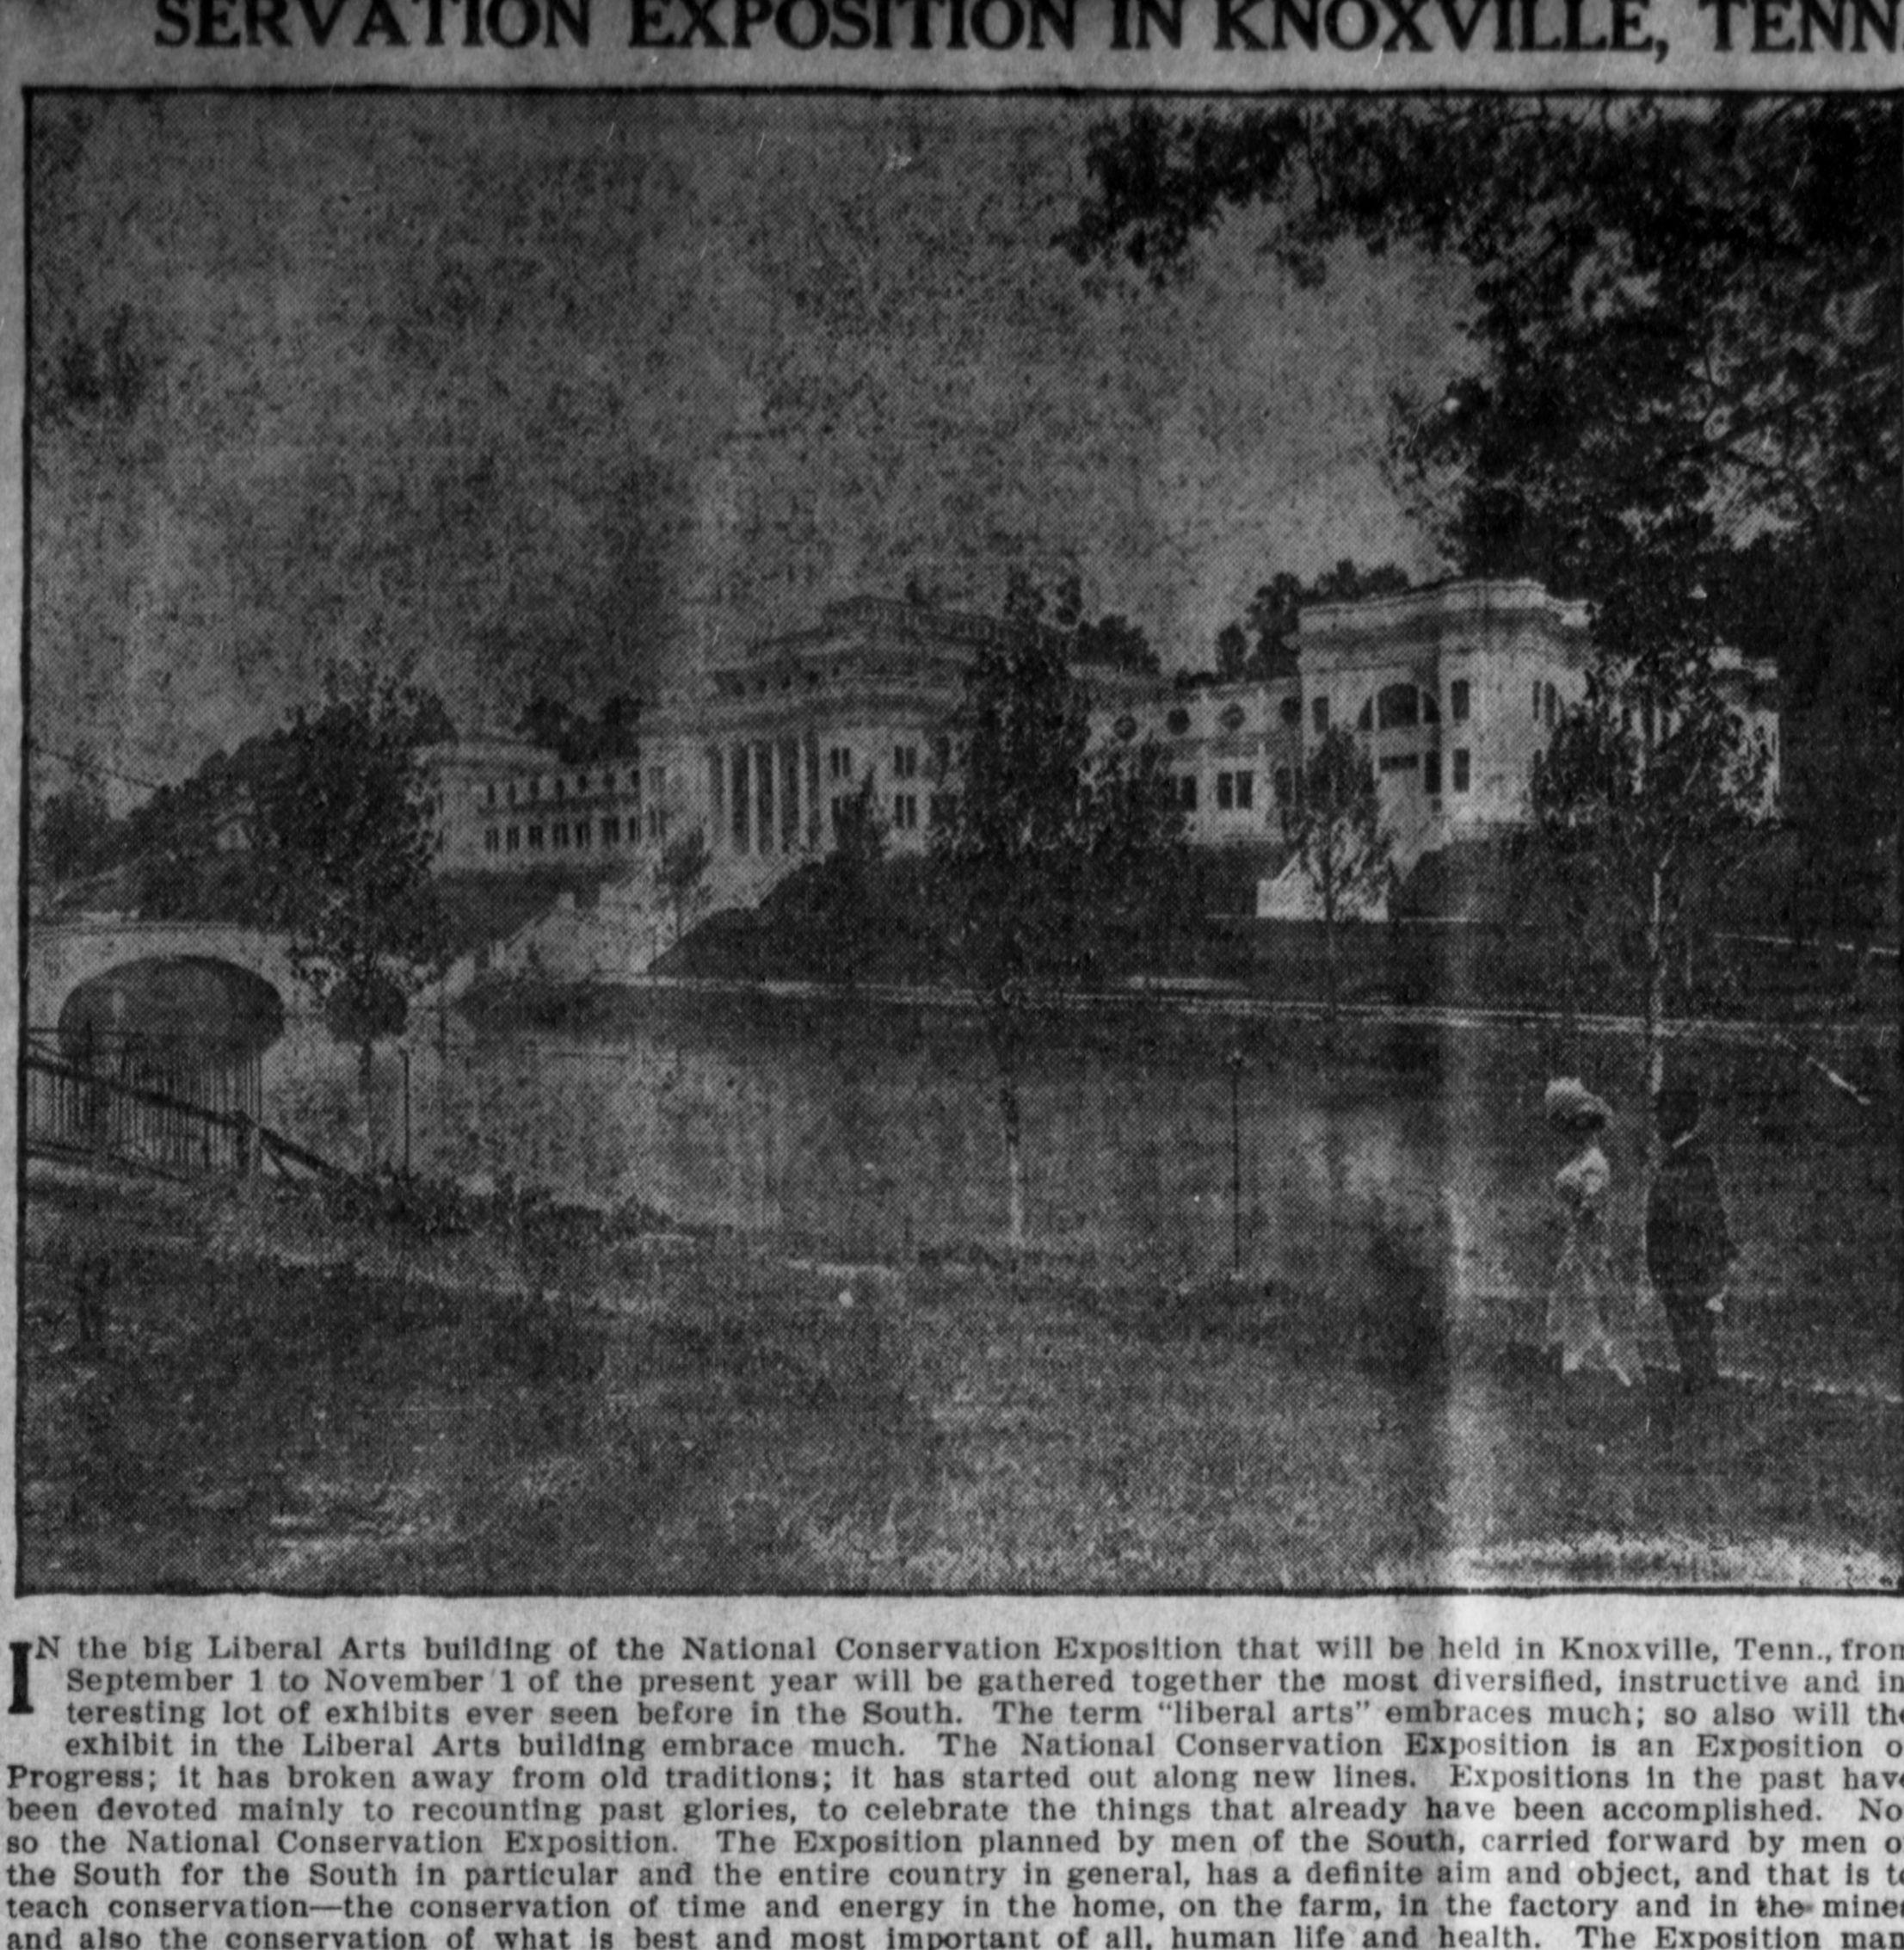 SERVATION EXPOSITION IN KNOXVILLE, TENN.
IN the big Liberal Arts building of the National Conservation Exposition that will be held in Knoxville, Tenn., from
September 1 to November 1 of the present year will be gathered together the most diversified, instructive and in
teresting lot of exhibits ever seen before in the South. The term "liberal arts" embraces much; so also will the
exhibit in the Liberal Arts building embrace much. The National Conservation Exposition is an Exposition o
Progress; it has broken away from old traditions; it has started out along new lines. Expositions in the past have
been devoted mainly to recounting past glories, to celebrate the things that already have been accomplished. No
so the National Conservation Exposition. The Exposition planned by men of the South, carried forward by men o
the South for the South in particular and the entire country in general, has a definite aim and object, and that is to
teach conservation—the conservation of time and energy in the home, on the farm, in the factory and in the mine
and also the conservation of what is best and most important of all, human life and health. The Exposition man